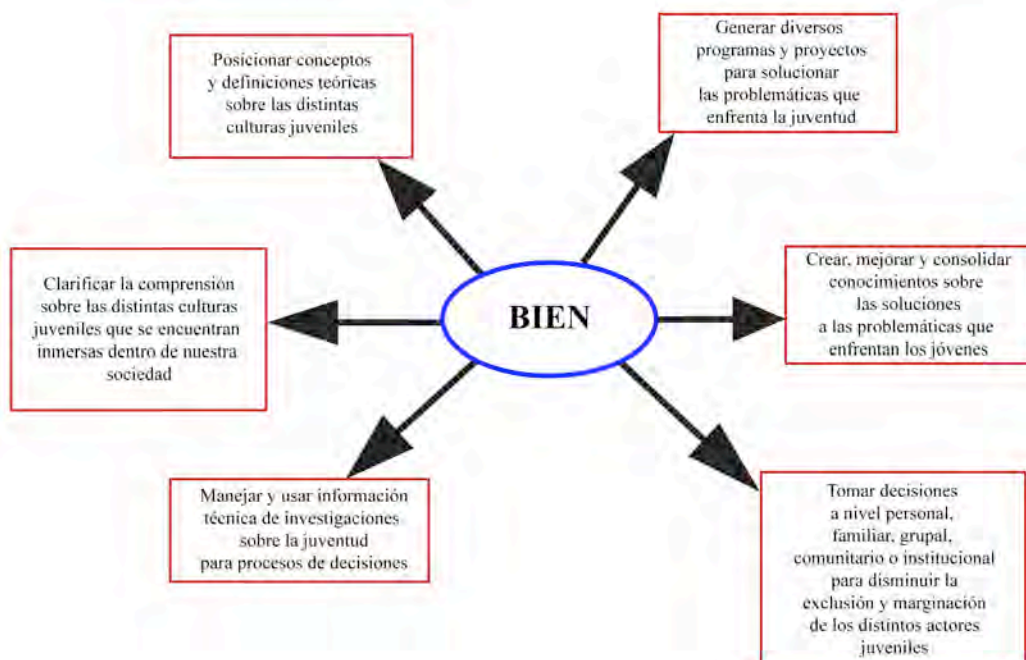 Posicionar conceptos
y definiciones teóricas
sobre las distintas
culturas juveniles
Generar diversos
programas y proyectos
para solucionar
las problemáticas que
enfrenta la juventud
Clarificar la comprensión
sobre las distintas culturas
juveniles que se encuentran
inmersas dentro de nuestra
sociedad
BIEN
Crear, mejorar y consolidar
conocimientos sobre
las soluciones
a las problemáticas que
enfrentan los jóvenes
Manejar y usar información
técnica de investigaciones
sobre la juventud
para procesos de decisiones
Tomar decisiones
a nivel personal,
familiar, grupal,
comunitario o institucional
para disminuir la
exclusión y marginación
de los distintos actores
juveniles